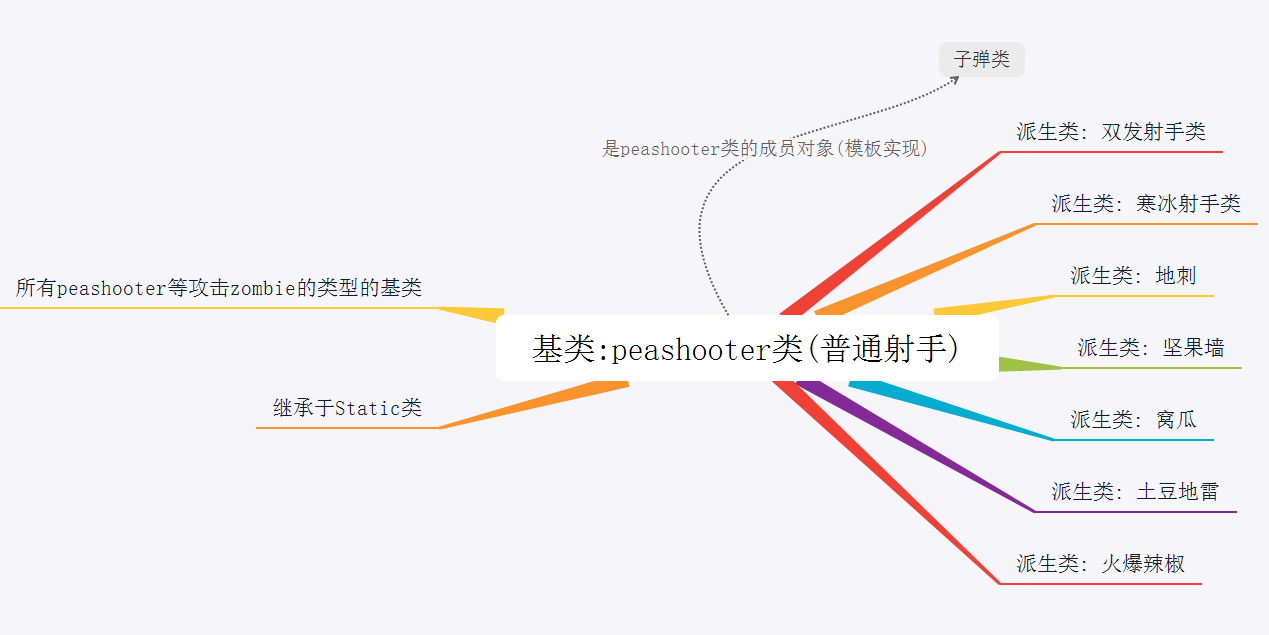 子弹类
派生类: 双发射手类
是peashooter类的成员对象(模板实现)
派生类: 寒冰射手类
派生类: 地刺
所有peashooter等攻击zombie的类型的基类
基类:peashooter类(普通射手)
派生类: 坚果墙
继承于Static类
派生类: 窝瓜
派生类: 土豆地雷
派生类: 火爆辣椒